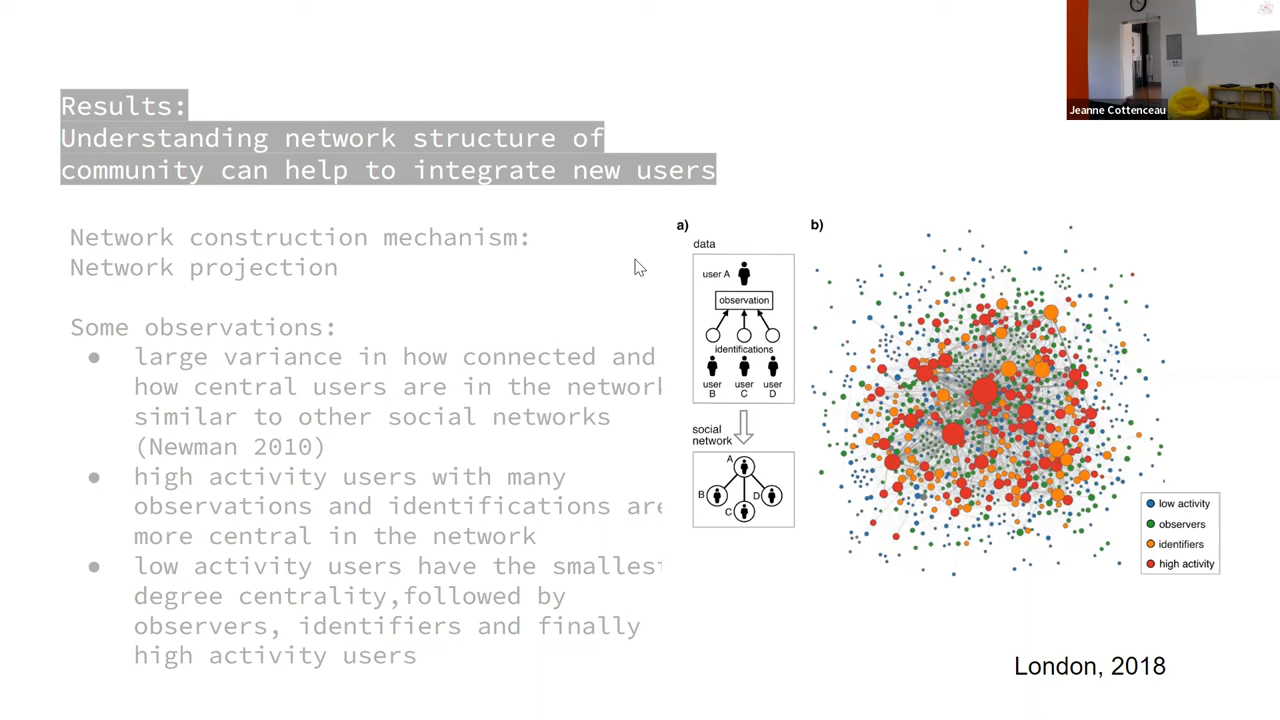 Results:
Understanding network structure of
community can help to integrate new users
Network construction mechanism:
Network projection
Some observations:
● large variance in how connected and
how central users are in the network
similar to other social networks
(Newman 2010)
● high activity users with many
observations and identifications are
more central in the network
● low activity users have the smallest
degree centrality,followed by
observers, identifiers and finally
high activity users
a)
data
user A
observation
identifications
user B
user C
user D
social
network
A
B
D
C
b)
low activity
observers
identifiers
high activity
London, 2018
Jeanne Cottenceau